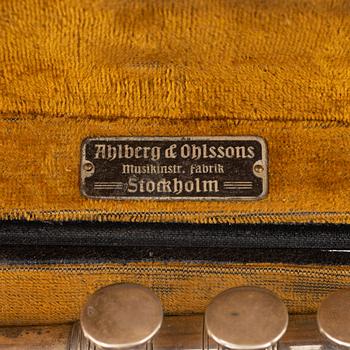 Ahlberg & Ohlssons
Musikinstr. fabrik
Stockholm